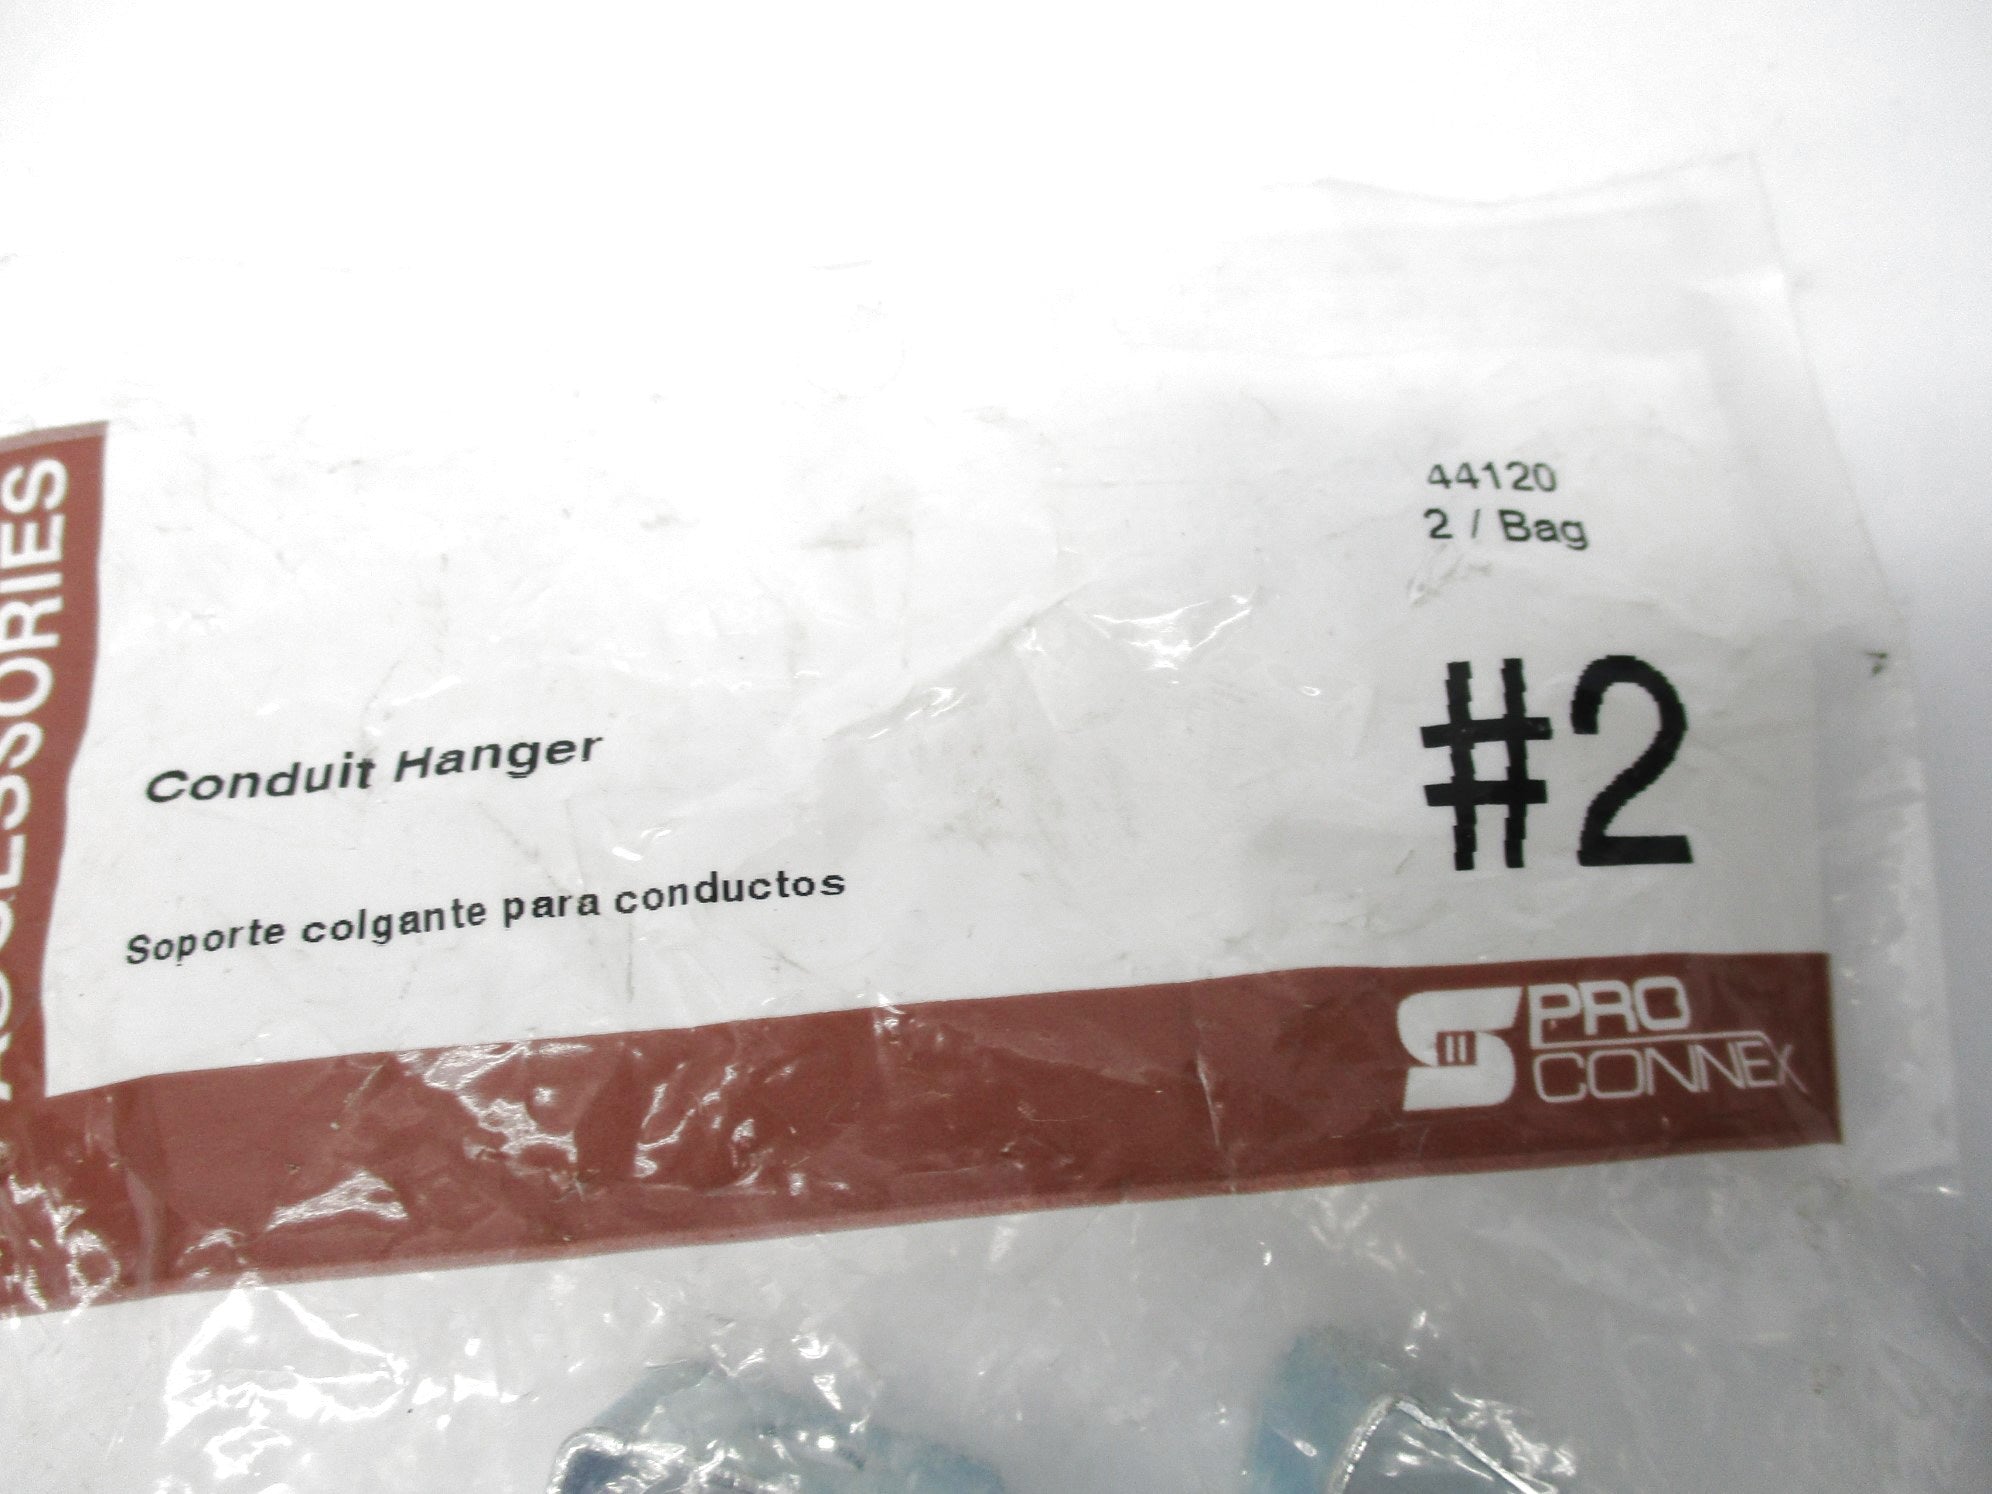 ACCESSORIES
44120
2 / Bag
#2
Conduit Hanger
Soporte colgante para conductos
PRO
CONNEX